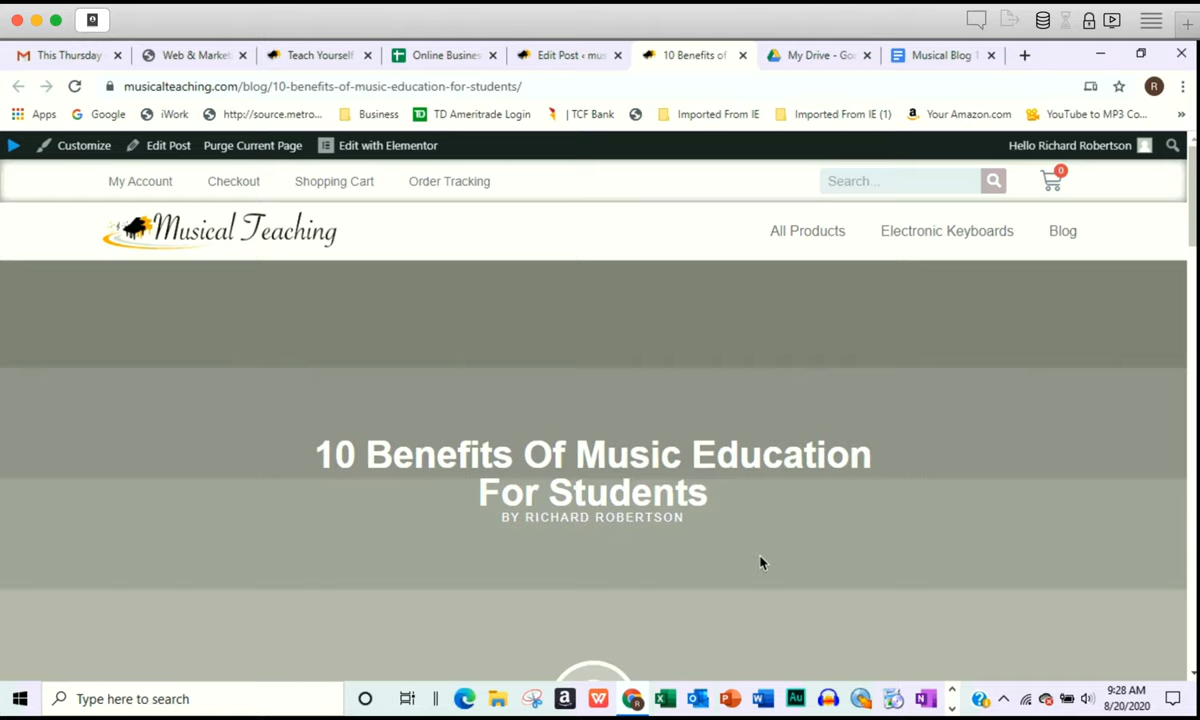 This Thursday
Web & Market
Teach Yourself
Online Busines
Edit Post ‹ mus
10 Benefits of
My Drive - Goo
Musical Blog 1
musicalteaching.com/blog/10-benefits-of-music-education-for-students/
R
Apps
Google
iWork
http://source.metro...
Business
TD Ameritrade Login
| TCF Bank
Imported From IE
Imported From IE (1)
Your Amazon.com
YouTube to MP3 Co...
»
Customize
Edit Post
Purge Current Page
Edit with Elementor
Hello Richard Robertson
My Account
Checkout
Shopping Cart
Order Tracking
Search...
0
Musical Teaching
All Products
Electronic Keyboards
Blog
10 Benefits Of Music Education
For Students
BY RICHARD ROBERTSON
Type here to search
9:28 AM
8/20/2020